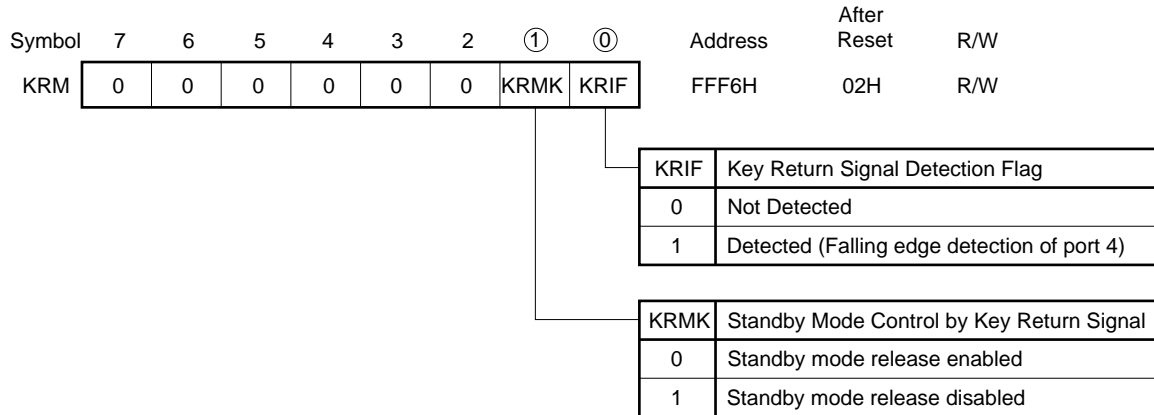 Symbol 7 6 5 4 3 2 ① ⓪ Address After Reset R/W
KRM 0 0 0 0 0 0 KRMK KRIF FFF6H 02H R/W
KRIF Key Return Signal Detection Flag
0 Not Detected
1 Detected (Falling edge detection of port 4)
KRMK Standby Mode Control by Key Return Signal
0 Standby mode release enabled
1 Standby mode release disabled